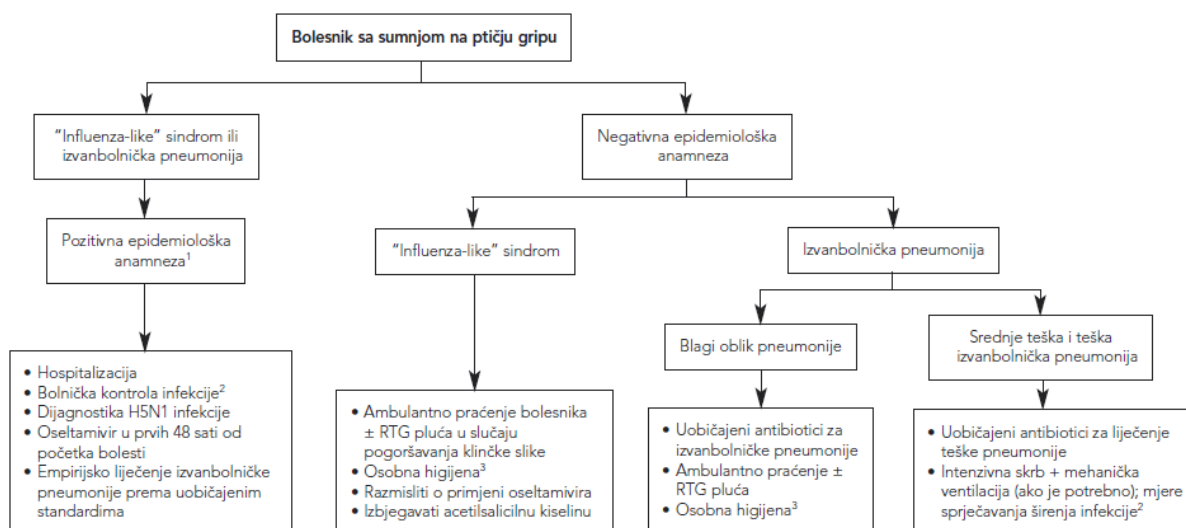 Bolesnik sa sumnjom na ptičju gripu
"Influenza-like" sindrom ili
izvanbolnička pneumonija
Negativna epidemiološka
anamneza
Pozitivna epidemiološka
anamneza¹
"Influenza-like" sindrom
Izvanbolnička pneumonija
Blagi oblik pneumonije
Srednje teška i teška
izvanbolnička pneumonija
• Hospitalizacija
• Bolnička kontrola infekcije²
• Dijagnostika H5N1 infekcije
• Oseltamivir u prvih 48 sati od
početka bolesti
• Empirijsko liječenje izvanbolničke
pneumonije prema uobičajenim
standardima
• Ambulantno praćenje bolesnika
± RTG pluća u slučaju
pogoršavanja klinčke slike
• Osobna higijena³
• Razmisliti o primjeni oseltamivira
• Izbjegavati acetilsalicilnu kiselinu
• Uobičajeni antibiotici za
izvanbolničke pneumonije
• Ambulantno praćenje ±
RTG pluća
• Osobna higijena³
• Uobičajeni antibiotici za liječenje
teške pneumonije
• Intenzivna skrb + mehanička
ventilacija (ako je potrebno); mjere
sprječavanja širenja infekcije²